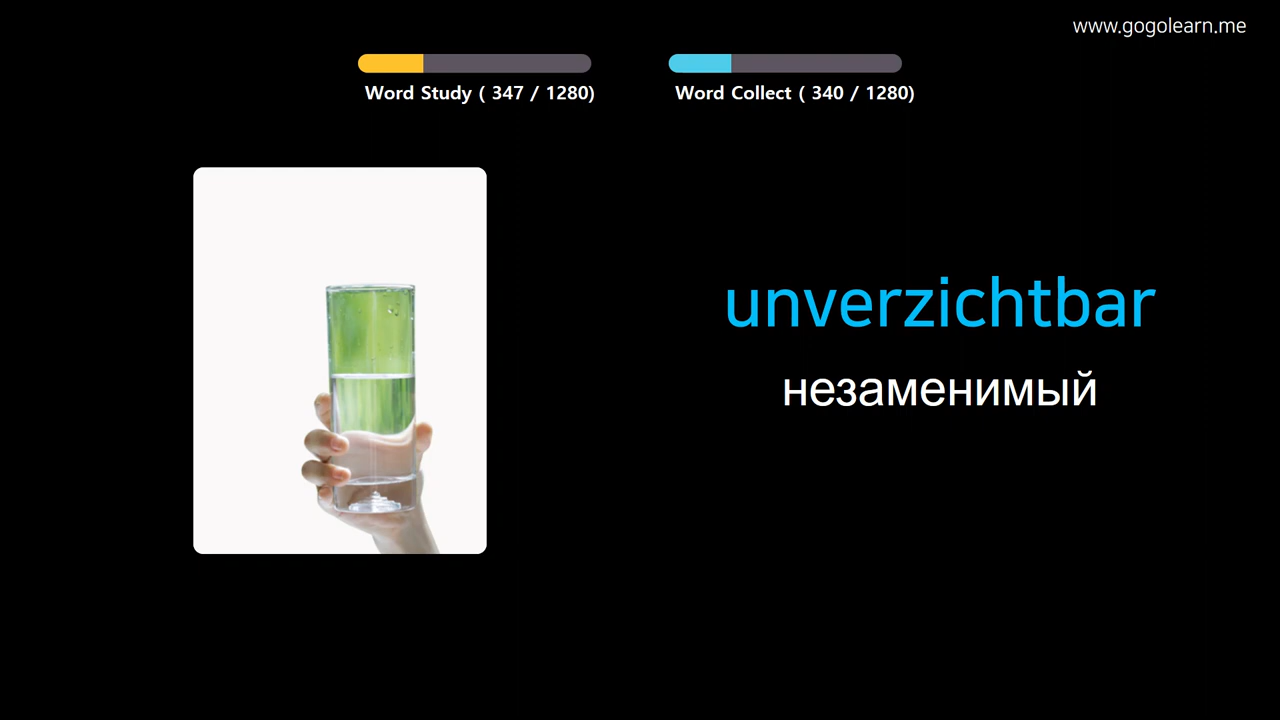 www.gogolearn.me
Word Study ( 347 / 1280)
Word Collect ( 340 / 1280)
unverzichtbar
незаменимый